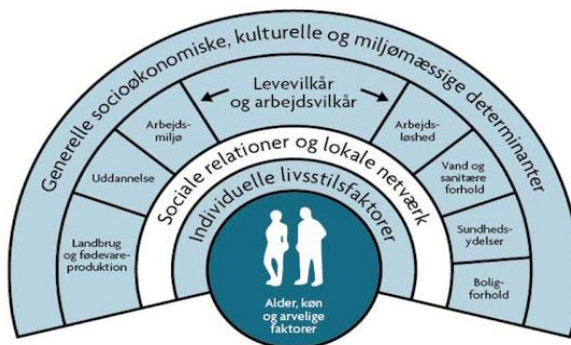 Generelle socioøkonomiske, kulturelle og miljømæssige determinanter
Levevilkår
og arbejdsvilkår
Landbrug
og fødevare-
produktion
Uddannelse
Arbejds-
miljø
Arbejds-
løshed
Vand og
sanitære
forhold
Sundheds-
ydelser
Bolig-
forhold
Sociale relationer og lokale netværk
Individuelle livsstilsfaktorer
Alder, køn
og arvelige
faktorer